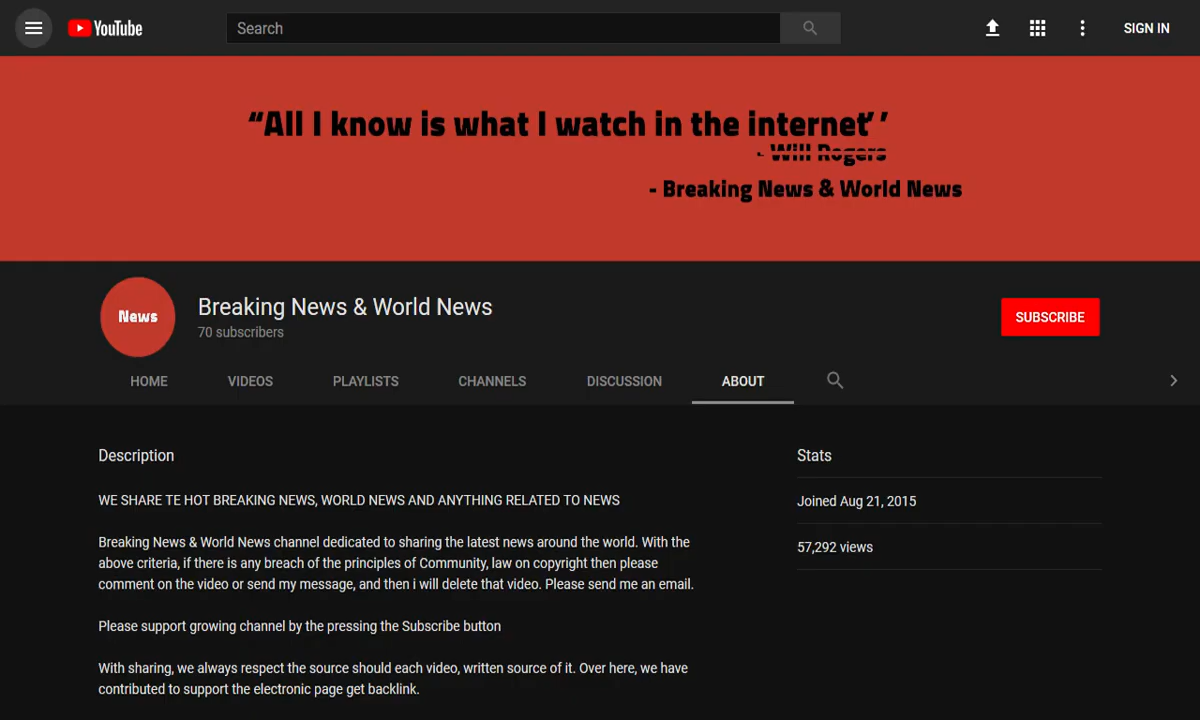 YouTube
Search
SIGN IN
“All I know is what I watch in the internet’’
- Will Rogers
- Breaking News & World News
News
Breaking News & World News
70 subscribers
SUBSCRIBE
HOME VIDEOS PLAYLISTS CHANNELS DISCUSSION ABOUT
Description
WE SHARE TE HOT BREAKING NEWS, WORLD NEWS AND ANYTHING RELATED TO NEWS
Breaking News & World News channel dedicated to sharing the latest news around the world. With the
above criteria, if there is any breach of the principles of Community, law on copyright then please
comment on the video or send my message, and then i will delete that video. Please send me an email.
Please support growing channel by the pressing the Subscribe button
With sharing, we always respect the source should each video, written source of it. Over here, we have
contributed to support the electronic page get backlink.
Stats
Joined Aug 21, 2015
57,292 views